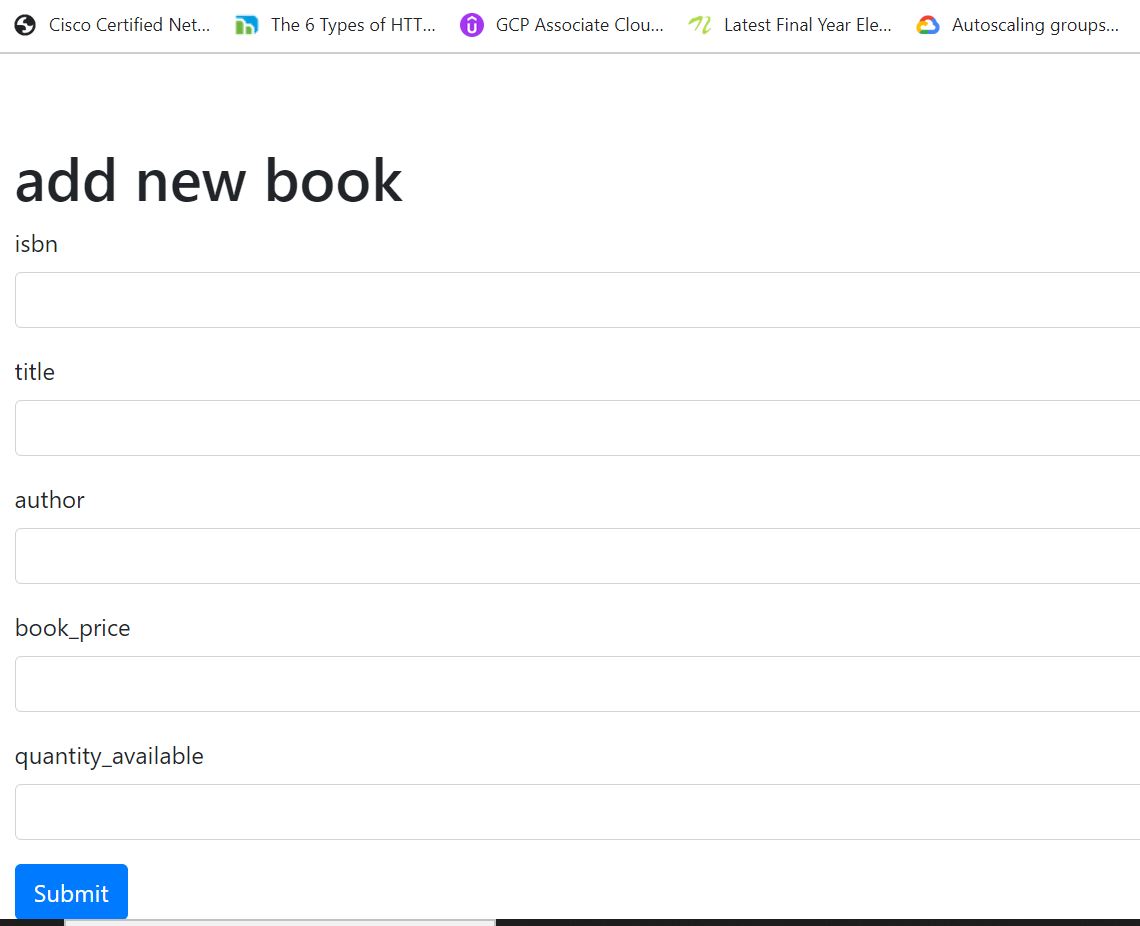 Cisco Certified Net... The 6 Types of HTT... GCP Associate Clou... Latest Final Year Ele... Autoscaling groups...
add new book
isbn
title
author
book_price
quantity_available
Submit